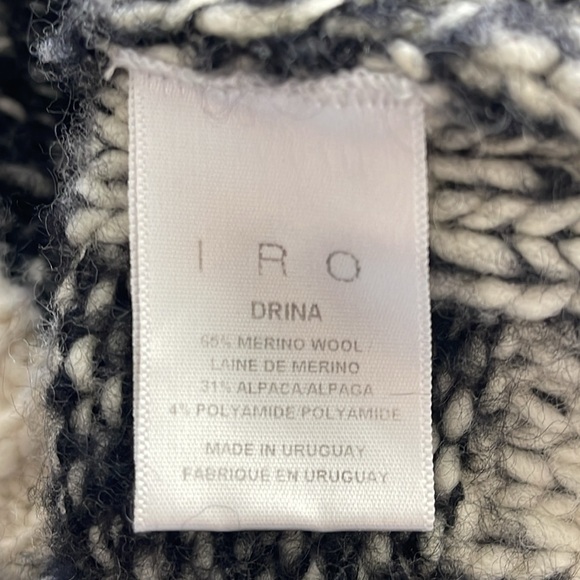 IRO
DRINA
65% MERINO WOOL/
LAINE DE MERINO
31% ALPACA/ALPAGA
4% POLYAMIDE/POLYAMIDE
MADE IN URUGUAY
FABRIQUE EN URUGUAY